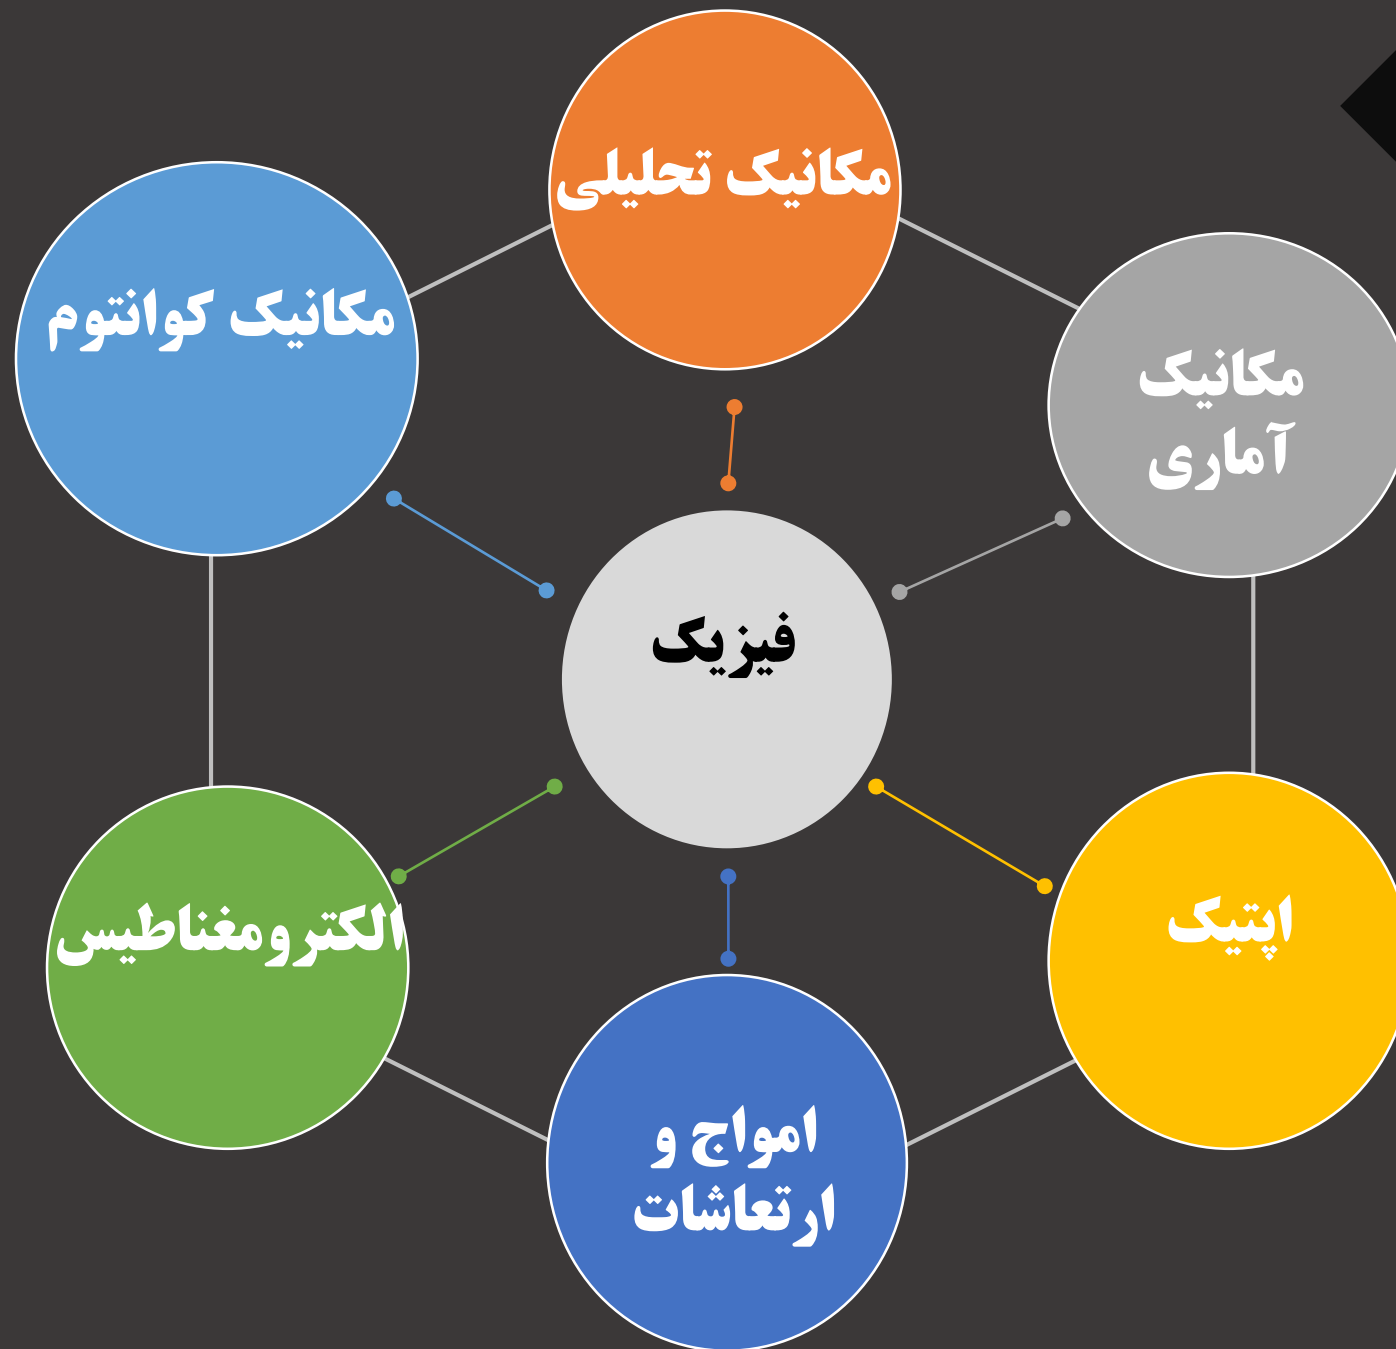 مکانیک تحلیلی
مکانیک کوانتوم
مکانیک
آماری
فیزیک
الکترومغناطیس
اپتیک
امواج و
ارتعاشات